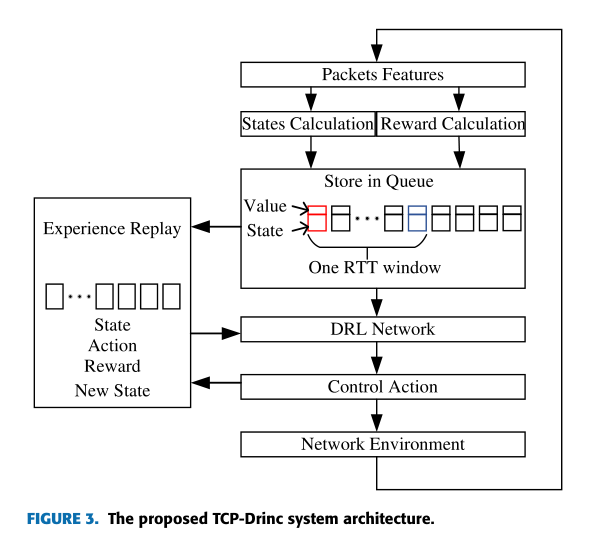 Packets Features
States Calculation
Reward Calculation
Store in Queue
Value
State
One RTT window
Experience Replay
State
Action
Reward
New State
DRL Network
Control Action
Network Environment
FIGURE 3. The proposed TCP-Drinc system architecture.